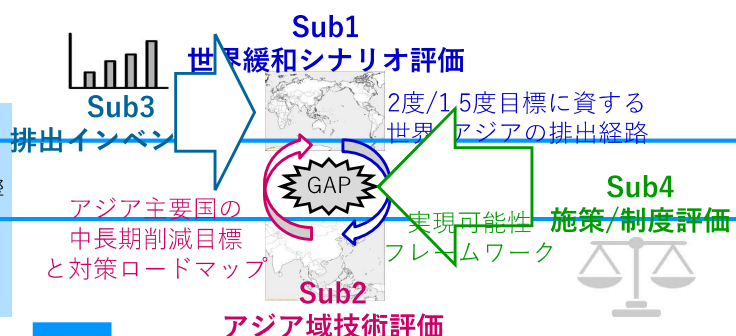 Sub1
世界緩和シナリオ評価
Sub3
排出インベン
2度/1.5度目標に資する
世界 アジアの排出経路
GAP
アジア主要国の
中長期削減目標
と対策ロードマップ
実現可能性
フレームワーク
Sub4
施策/制度評価
Sub2
アジア域技術評価